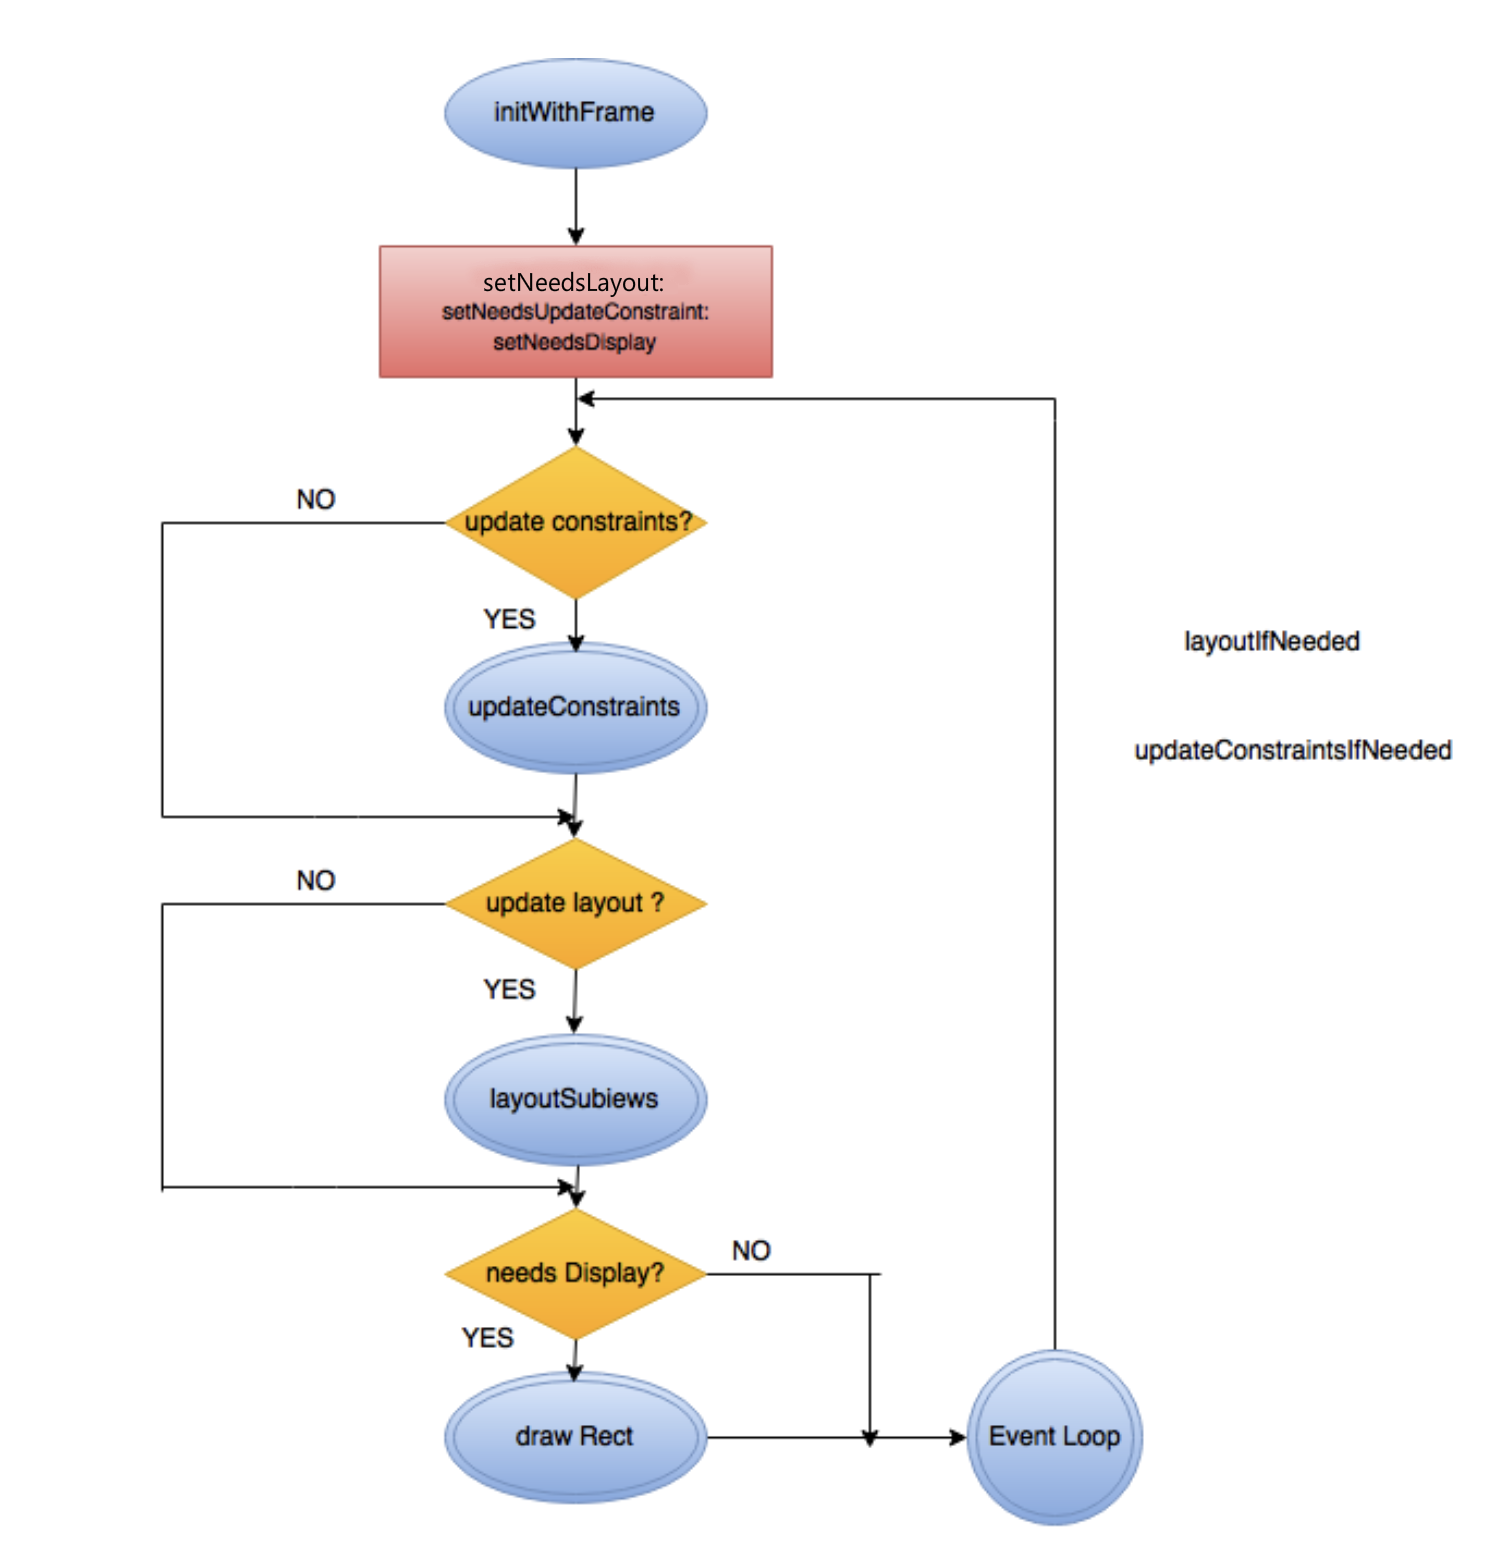 initWithFrame
setNeedsLayout:
setNeedsUpdateConstraint:
setNeedsDisplay
NO
update constraints?
YES
layoutIfNeeded
updateConstraints
updateConstraintsIfNeeded
NO
update layout ?
YES
layoutSubiews
NO
needs Display?
YES
draw Rect
Event Loop